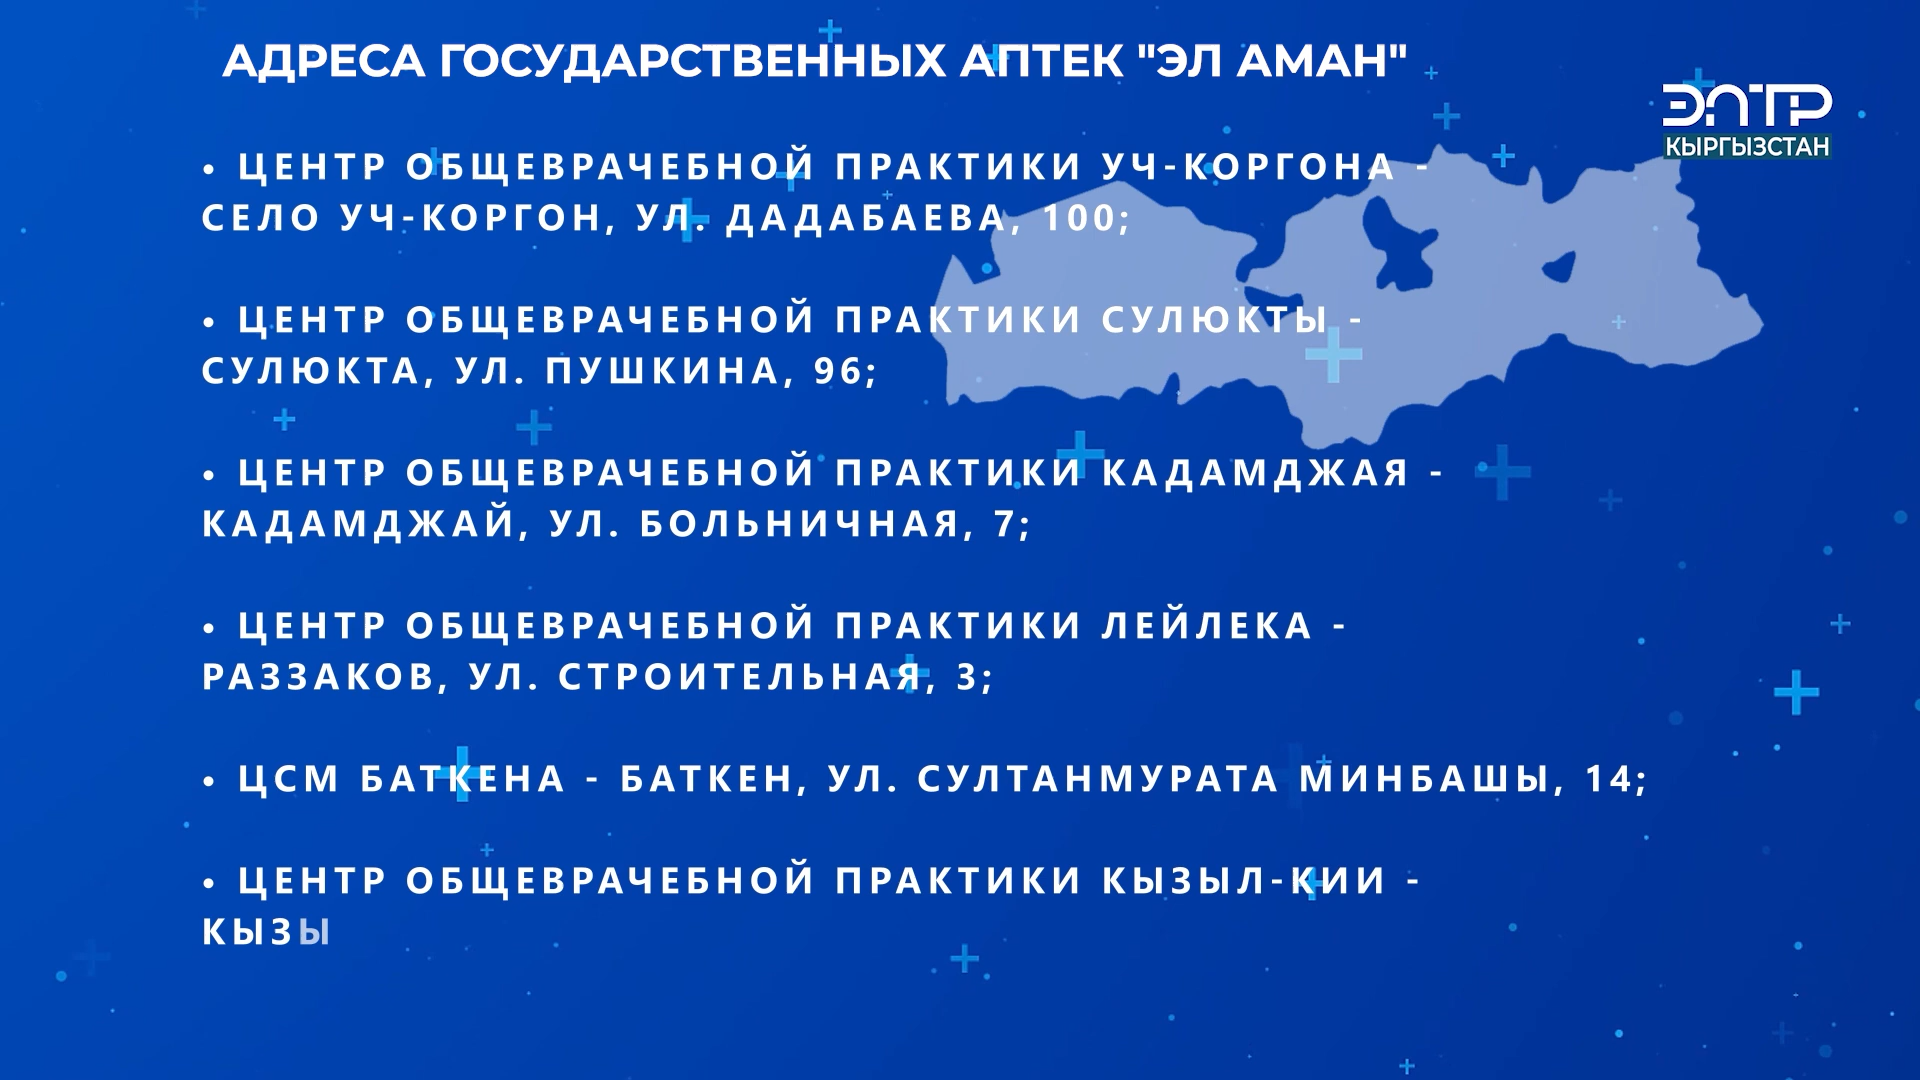 АДРЕСА ГОСУДАРСТВЕННЫХ АПТЕК "ЭЛ АМАН"
ЭЛТР
КЫРГЫЗСТАН
• ЦЕНТР ОБЩЕВРАЧЕБНОЙ ПРАКТИКИ УЧ-КОРГОНА -
СЕЛО УЧ-КОРГОН, УЛ. ДАДАБАЕВА, 100;
• ЦЕНТР ОБЩЕВРАЧЕБНОЙ ПРАКТИКИ СУЛЮКТЫ -
СУЛЮКТА, УЛ. ПУШКИНА, 96;
• ЦЕНТР ОБЩЕВРАЧЕБНОЙ ПРАКТИКИ КАДАМДЖАЯ -
КАДАМДЖАЙ, УЛ. БОЛЬНИЧНАЯ, 7;
• ЦЕНТР ОБЩЕВРАЧЕБНОЙ ПРАКТИКИ ЛЕЙЛЕКА -
РАЗЗАКОВ, УЛ. СТРОИТЕЛЬНАЯ, 3;
• ЦСМ БАТКЕНА - БАТКЕН, УЛ. СУЛТАНМУРАТА МИНБАШЫ, 14;
• ЦЕНТР ОБЩЕВРАЧЕБНОЙ ПРАКТИКИ КЫЗЫЛ-КИИ -
КЫЗЫ